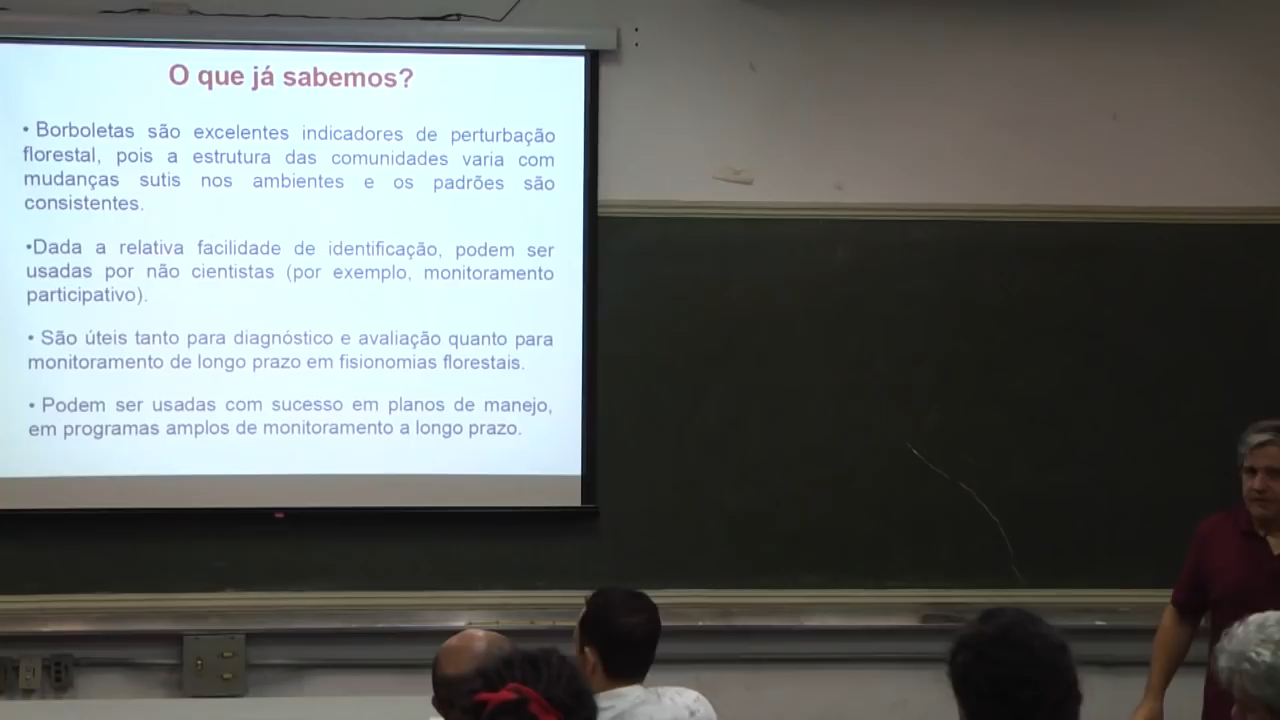 O que já sabemos?
• Borboletas são excelentes indicadores de perturbação
florestal, pois a estrutura das comunidades varia com
mudanças sutis nos ambientes e os padrões são
consistentes.
•Dada a relativa facilidade de identificação, podem ser
usadas por não cientistas (por exemplo, monitoramento
participativo).
• São úteis tanto para diagnóstico e avaliação quanto para
monitoramento de longo prazo em fisionomias florestais.
• Podem ser usadas com sucesso em planos de manejo,
em programas amplos de monitoramento a longo prazo.